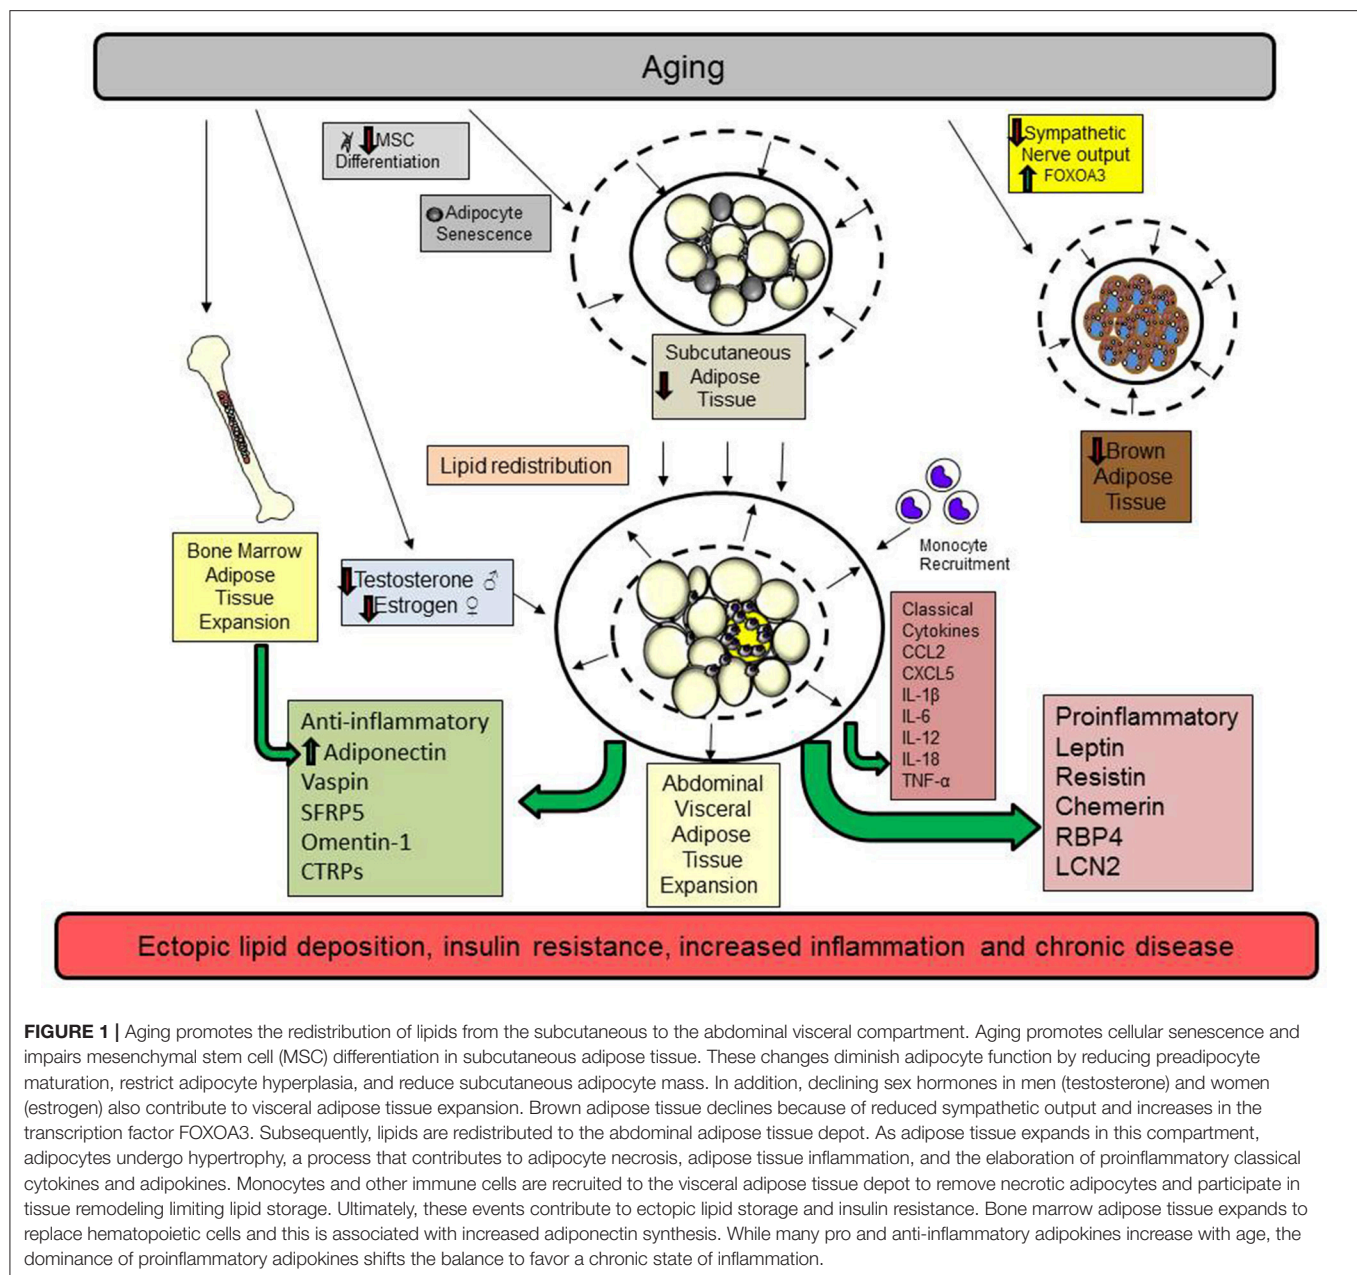 Aging
MSC
Differentiation
Adipocyte
Senescence
Sympathetic
Nerve output
FOXOA3
Subcutaneous
Adipose
Tissue
Brown
Adipose
Tissue
Lipid redistribution
Monocyte
Recruitment
Bone Marrow
Adipose
Tissue
Expansion
Testosterone ♂
Estrogen ♀
Classical
Cytokines
CCL2
CXCL5
IL-1β
IL-6
IL-12
IL-18
TNF-α
Anti-inflammatory
Adiponectin
Vaspin
SFRP5
Omentin-1
CTRPs
Abdominal
Visceral
Adipose
Tissue
Expansion
Proinflammatory
Leptin
Resistin
Chemerin
RBP4
LCN2
Ectopic lipid deposition, insulin resistance, increased inflammation and chronic disease
FIGURE 1 | Aging promotes the redistribution of lipids from the subcutaneous to the abdominal visceral compartment. Aging promotes cellular senescence and
impairs mesenchymal stem cell (MSC) differentiation in subcutaneous adipose tissue. These changes diminish adipocyte function by reducing preadipocyte
maturation, restrict adipocyte hyperplasia, and reduce subcutaneous adipocyte mass. In addition, declining sex hormones in men (testosterone) and women
(estrogen) also contribute to visceral adipose tissue expansion. Brown adipose tissue declines because of reduced sympathetic output and increases in the
transcription factor FOXOA3. Subsequently, lipids are redistributed to the abdominal adipose tissue depot. As adipose tissue expands in this compartment,
adipocytes undergo hypertrophy, a process that contributes to adipocyte necrosis, adipose tissue inflammation, and the elaboration of proinflammatory classical
cytokines and adipokines. Monocytes and other immune cells are recruited to the visceral adipose tissue depot to remove necrotic adipocytes and participate in
tissue remodeling limiting lipid storage. Ultimately, these events contribute to ectopic lipid storage and insulin resistance. Bone marrow adipose tissue expands to
replace hematopoietic cells and this is associated with increased adiponectin synthesis. While many pro and anti-inflammatory adipokines increase with age, the
dominance of proinflammatory adipokines shifts the balance to favor a chronic state of inflammation.